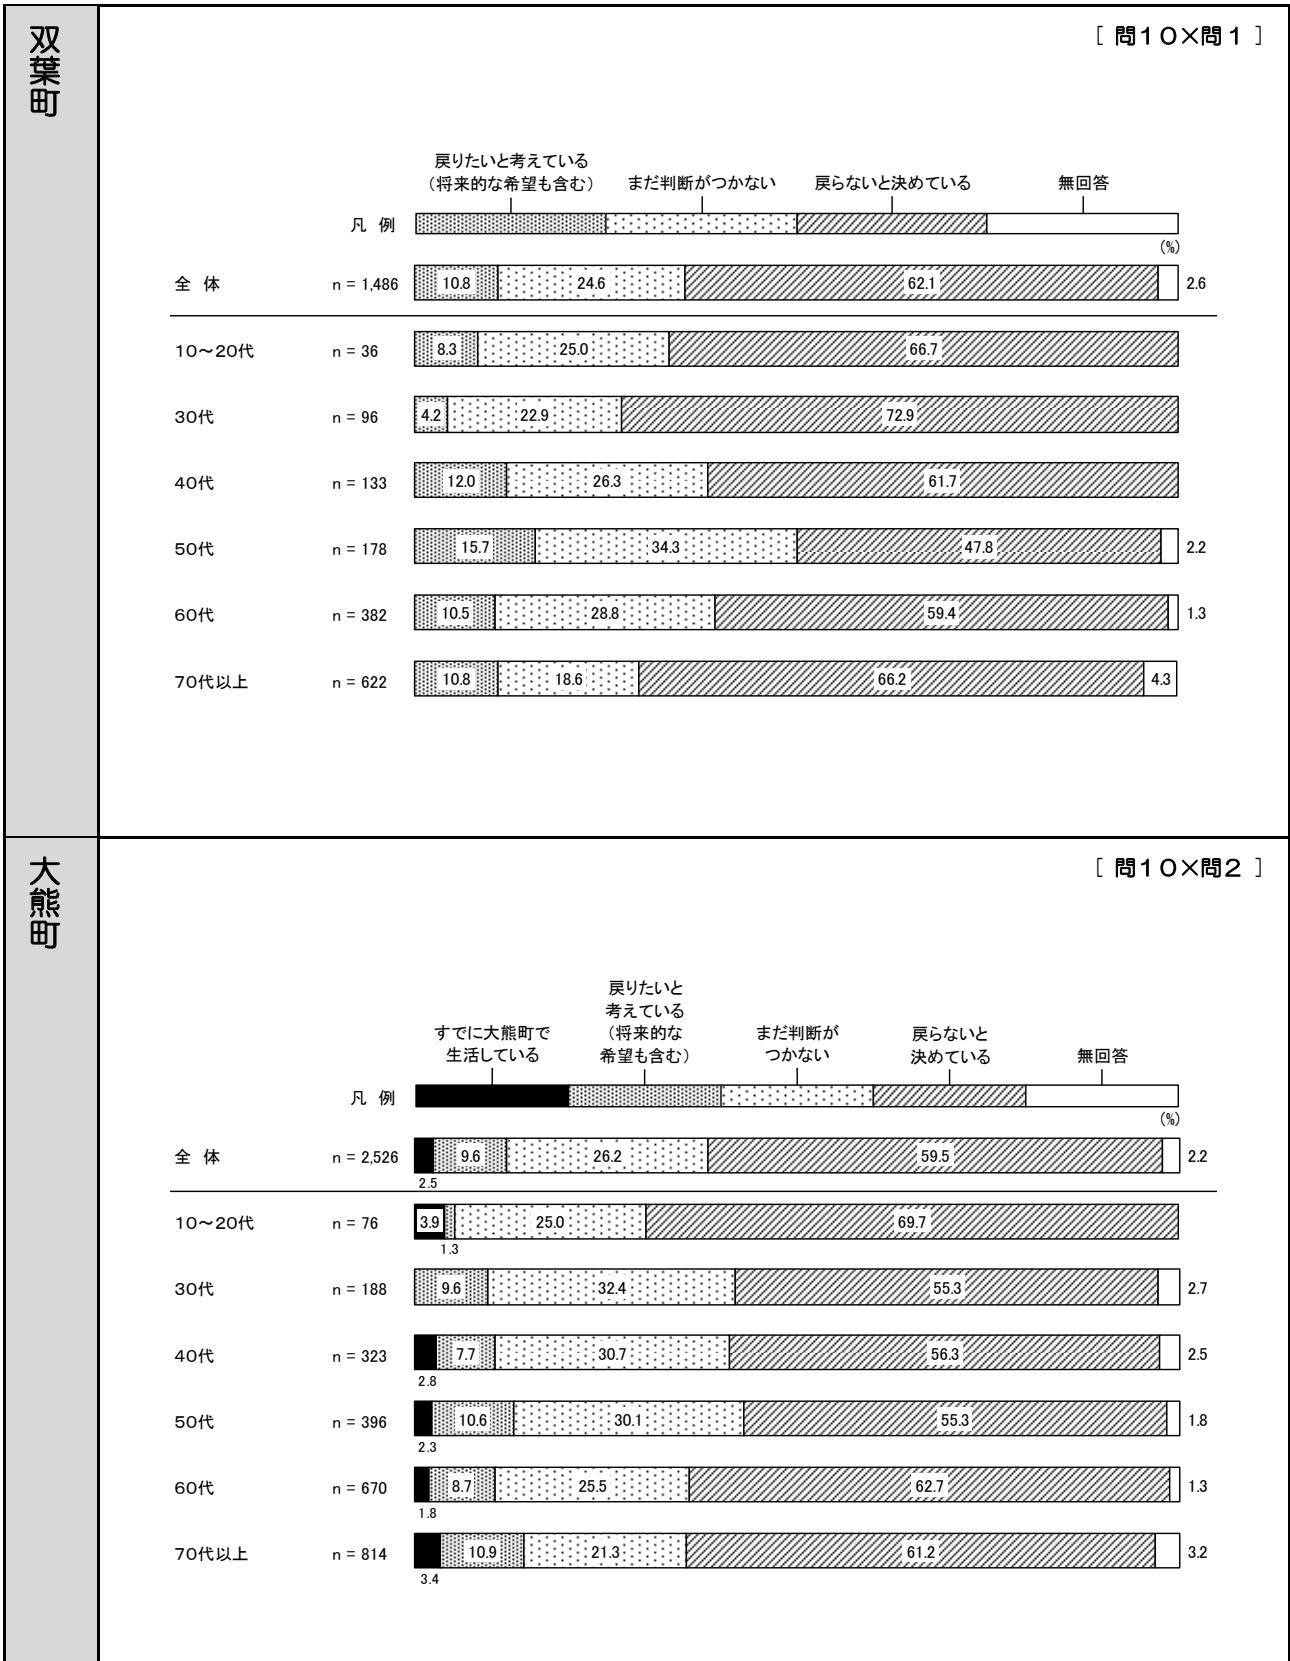 双葉町
［ 問１０×問１ ］
戻りたいと考えている
（将来的な希望も含む） まだ判断がつかない 戻らないと決めている 無回答
凡 例
(%)
全 体 n = 1,486 10.8 24.6 62.1 2.6
10～20代 n = 36 8.3 25.0 66.7
30代 n = 96 4.2 22.9 72.9
40代 n = 133 12.0 26.3 61.7
50代 n = 178 15.7 34.3 47.8 2.2
60代 n = 382 10.5 28.8 59.4 1.3
70代以上 n = 622 10.8 18.6 66.2 4.3
大熊町
［ 問１０×問２ ］
戻りたいと
考えている
すでに大熊町で （将来的な まだ判断が 戻らないと
生活している 希望も含む） つかない 決めている 無回答
凡 例
(%)
全 体 n = 2,526 9.6 26.2 59.5 2.2
2.5
10～20代 n = 76 3.9 25.0 69.7
1.3
30代 n = 188 9.6 32.4 55.3 2.7
40代 n = 323 7.7 30.7 56.3 2.5
2.8
50代 n = 396 10.6 30.1 55.3 1.8
2.3
60代 n = 670 8.7 25.5 62.7 1.3
1.8
70代以上 n = 814 10.9 21.3 61.2 3.2
3.4